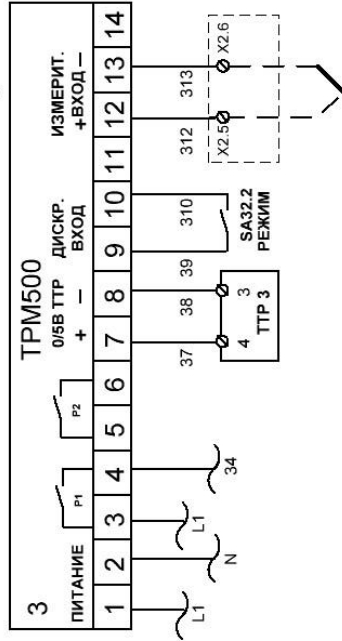 3
ТРМ500
ПИТАНИЕ
P1
P2
0/5В ТТР
+ —
ДИСКР.
ВХОД
ИЗМЕРИТ.
+ВХОД —
1 2 3 4 5 6 7 8 9 10 11 12 13 14
L1
N
L1
34
37
38
39
310
312
313
4 3
ТТР 3
SA32.2
РЕЖИМ
X2.5
X2.6